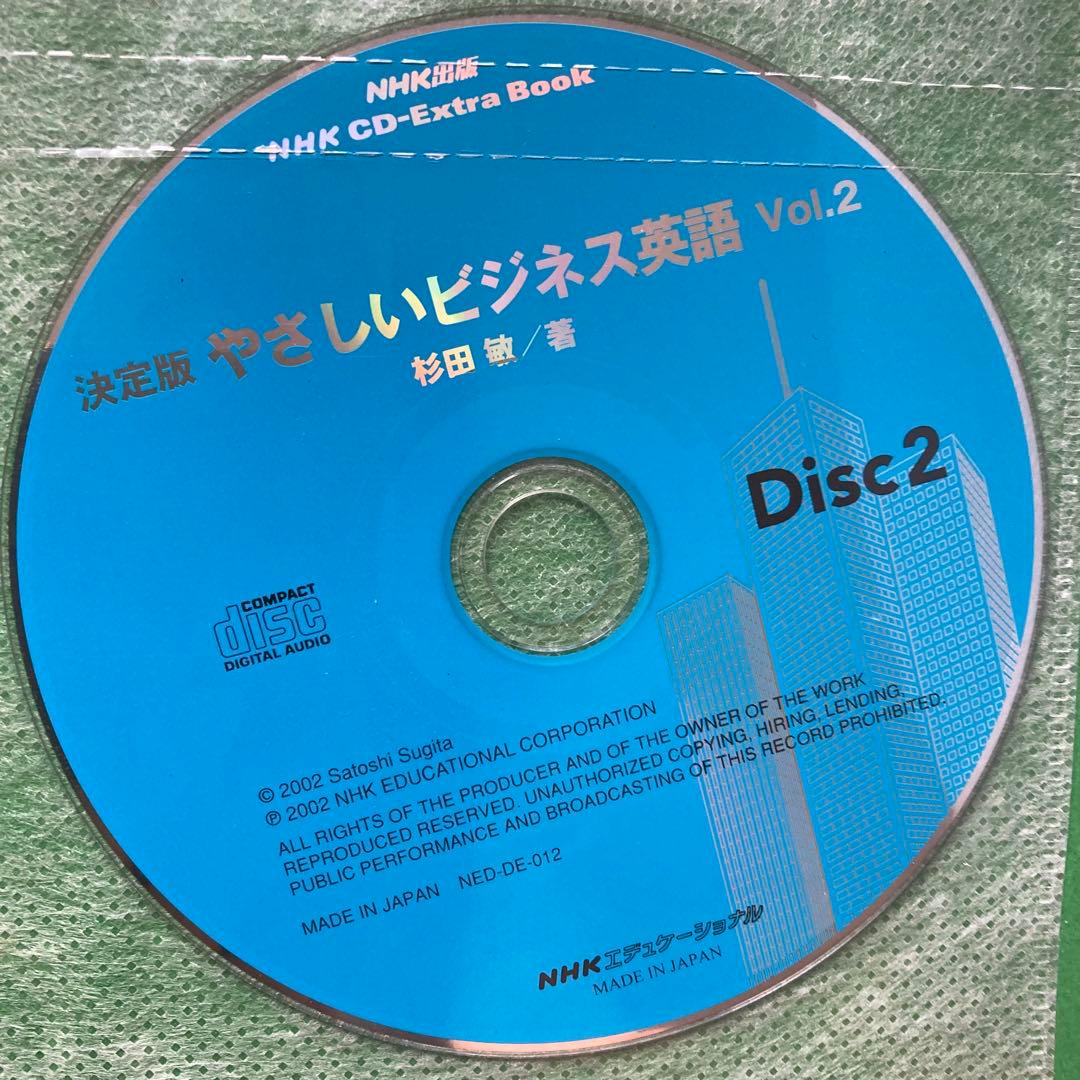 NHK出版
NHK CD-Extra Book
決定版 やさしいビジネス英語 Vol.2
杉田 敏／著
Disc2
COMPACT
disc
DIGITAL AUDIO
© 2002 Satoshi Sugita
℗ 2002 NHK EDUCATIONAL CORPORATION
ALL RIGHTS OF THE PRODUCER AND OF THE OWNER OF THE WORK
REPRODUCED RESERVED. UNAUTHORIZED COPYING, HIRING, LENDING,
PUBLIC PERFORMANCE AND BROADCASTING OF THIS RECORD PROHIBITED.
MADE IN JAPAN NED-DE-012
NHKエデュケーショナル
MADE IN JAPAN